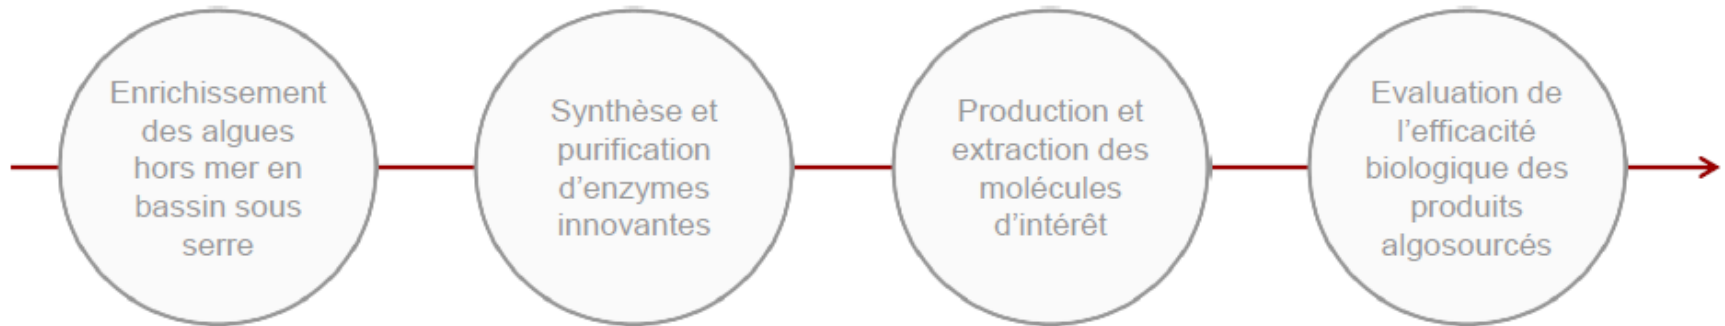 Enrichissement
des algues
hors mer en
bassin sous
serre
Synthèse et
purification
d'enzymes
innovantes
Production et
extraction des
molécules
d'intérêt
Evaluation de
l'efficacité
biologique des
produits
algosourcés